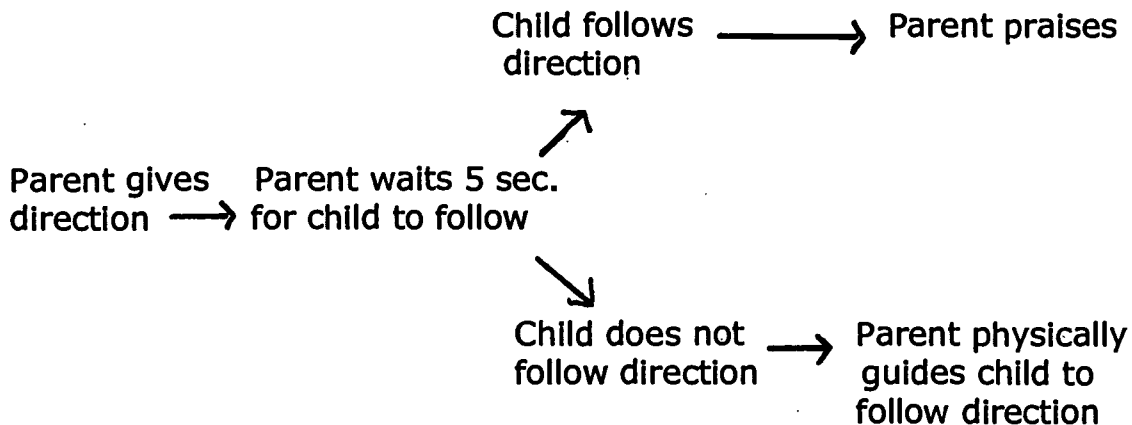 Child follows
direction
Parent praises
Parent gives
direction
Parent waits 5 sec.
for child to follow
Child does not
follow direction
Parent physically
guides child to
follow direction